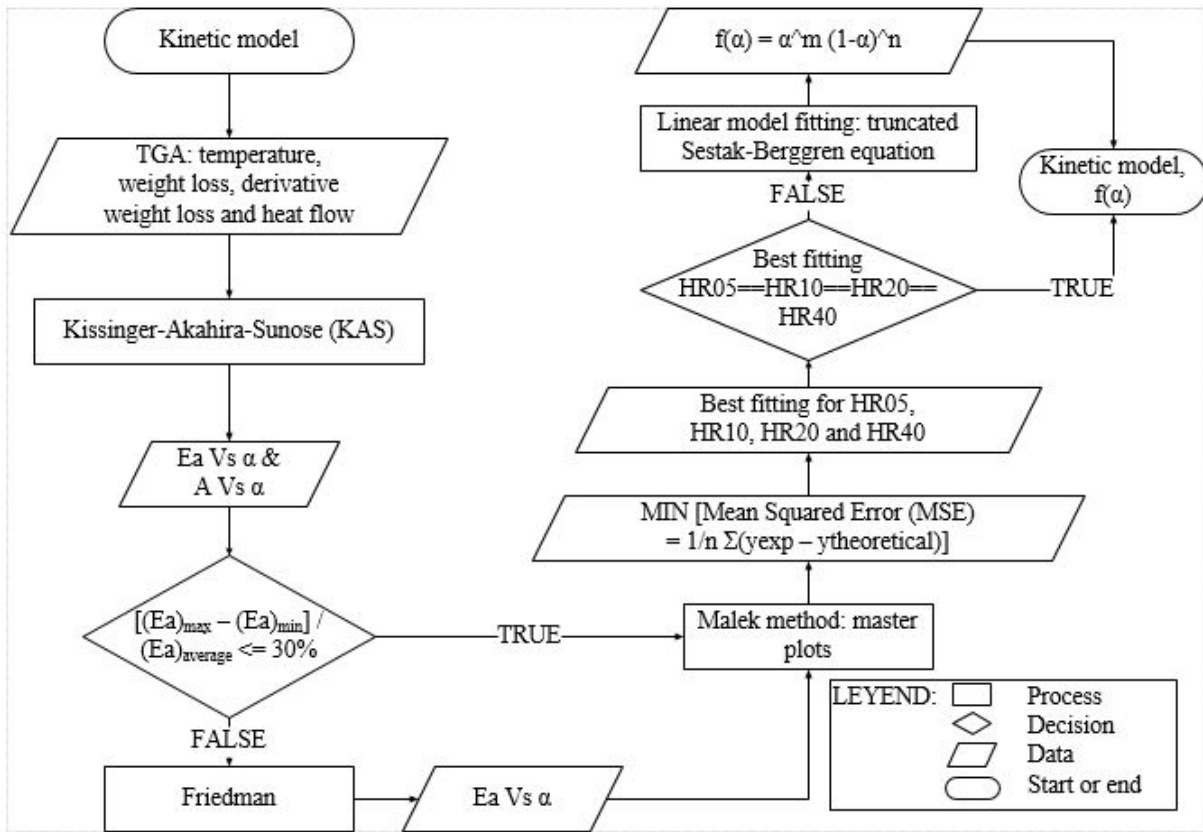 Kinetic model
TGA: temperature,
weight loss, derivative
weight loss and heat flow
Kissinger-Akahira-Sunose (KAS)
Ea Vs α &
A Vs α
[(Ea)max – (Ea)min] /
(Ea)average <= 30%
TRUE
FALSE
Friedman
Ea Vs α
Malek method: master
plots
MIN [Mean Squared Error (MSE)
= 1/n Σ(yexp – ytheoretical)]
Best fitting for HR05,
HR10, HR20 and HR40
Best fitting
HR05==HR10==HR20==
HR40
TRUE
FALSE
Linear model fitting: truncated
Sestak-Berggren equation
f(α) = α^m (1-α)^n
Kinetic model,
f(α)
LEYEND:
Process
Decision
Data
Start or end